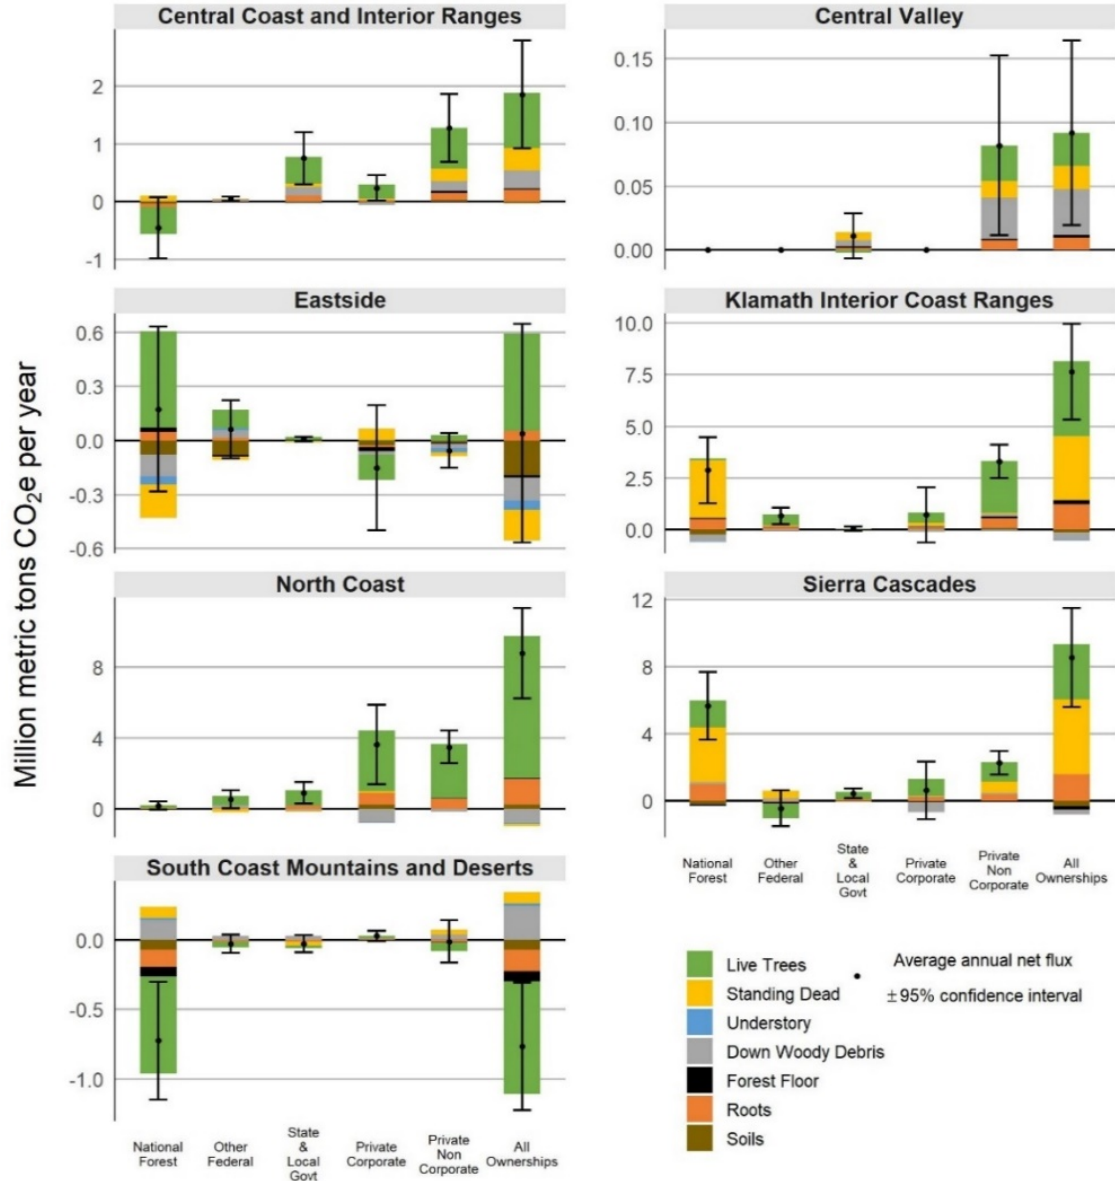 Central Coast and Interior Ranges
2
1
0
-1
Central Valley
0.15
0.10
0.05
0.00
Eastside
0.6
0.3
0.0
-0.3
-0.6
Klamath Interior Coast Ranges
10.0
7.5
5.0
2.5
0.0
North Coast
8
4
0
Sierra Cascades
12
8
4
0
National
Forest
Other
Federal
State
&
Local
Govt
Private
Corporate
Private
Non
Corporate
All
Ownerships
South Coast Mountains and Deserts
0.0
-0.5
-1.0
National
Forest
Other
Federal
State
&
Local
Govt
Private
Corporate
Private
Non
Corporate
All
Ownerships
Million metric tons CO₂e per year
Live Trees
Standing Dead
Understory
Down Woody Debris
Forest Floor
Roots
Soils
Average annual net flux
±95% confidence interval